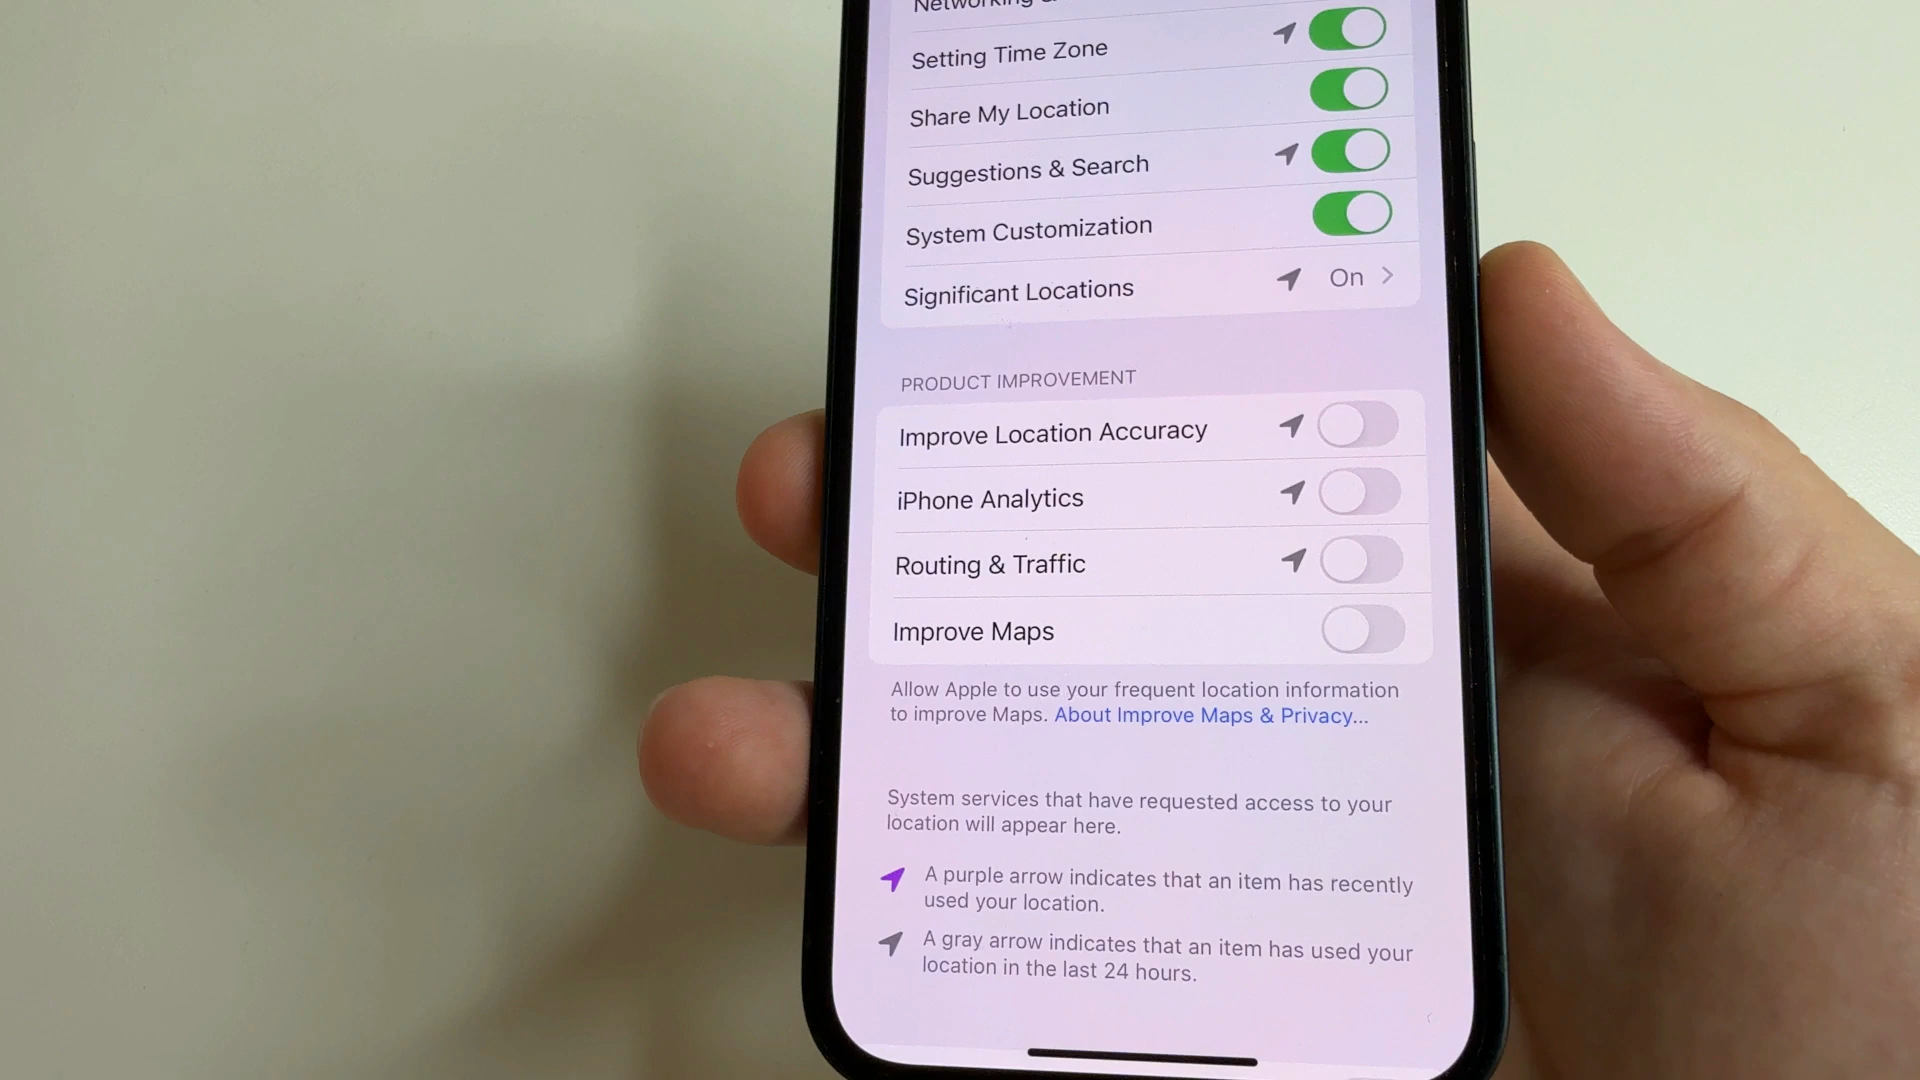 Networking &
Setting Time Zone
Share My Location
Suggestions & Search
System Customization
Significant Locations On
PRODUCT IMPROVEMENT
Improve Location Accuracy
iPhone Analytics
Routing & Traffic
Improve Maps
Allow Apple to use your frequent location information
to improve Maps. About Improve Maps & Privacy...
System services that have requested access to your
location will appear here.
A purple arrow indicates that an item has recently
used your location.
A gray arrow indicates that an item has used your
location in the last 24 hours.